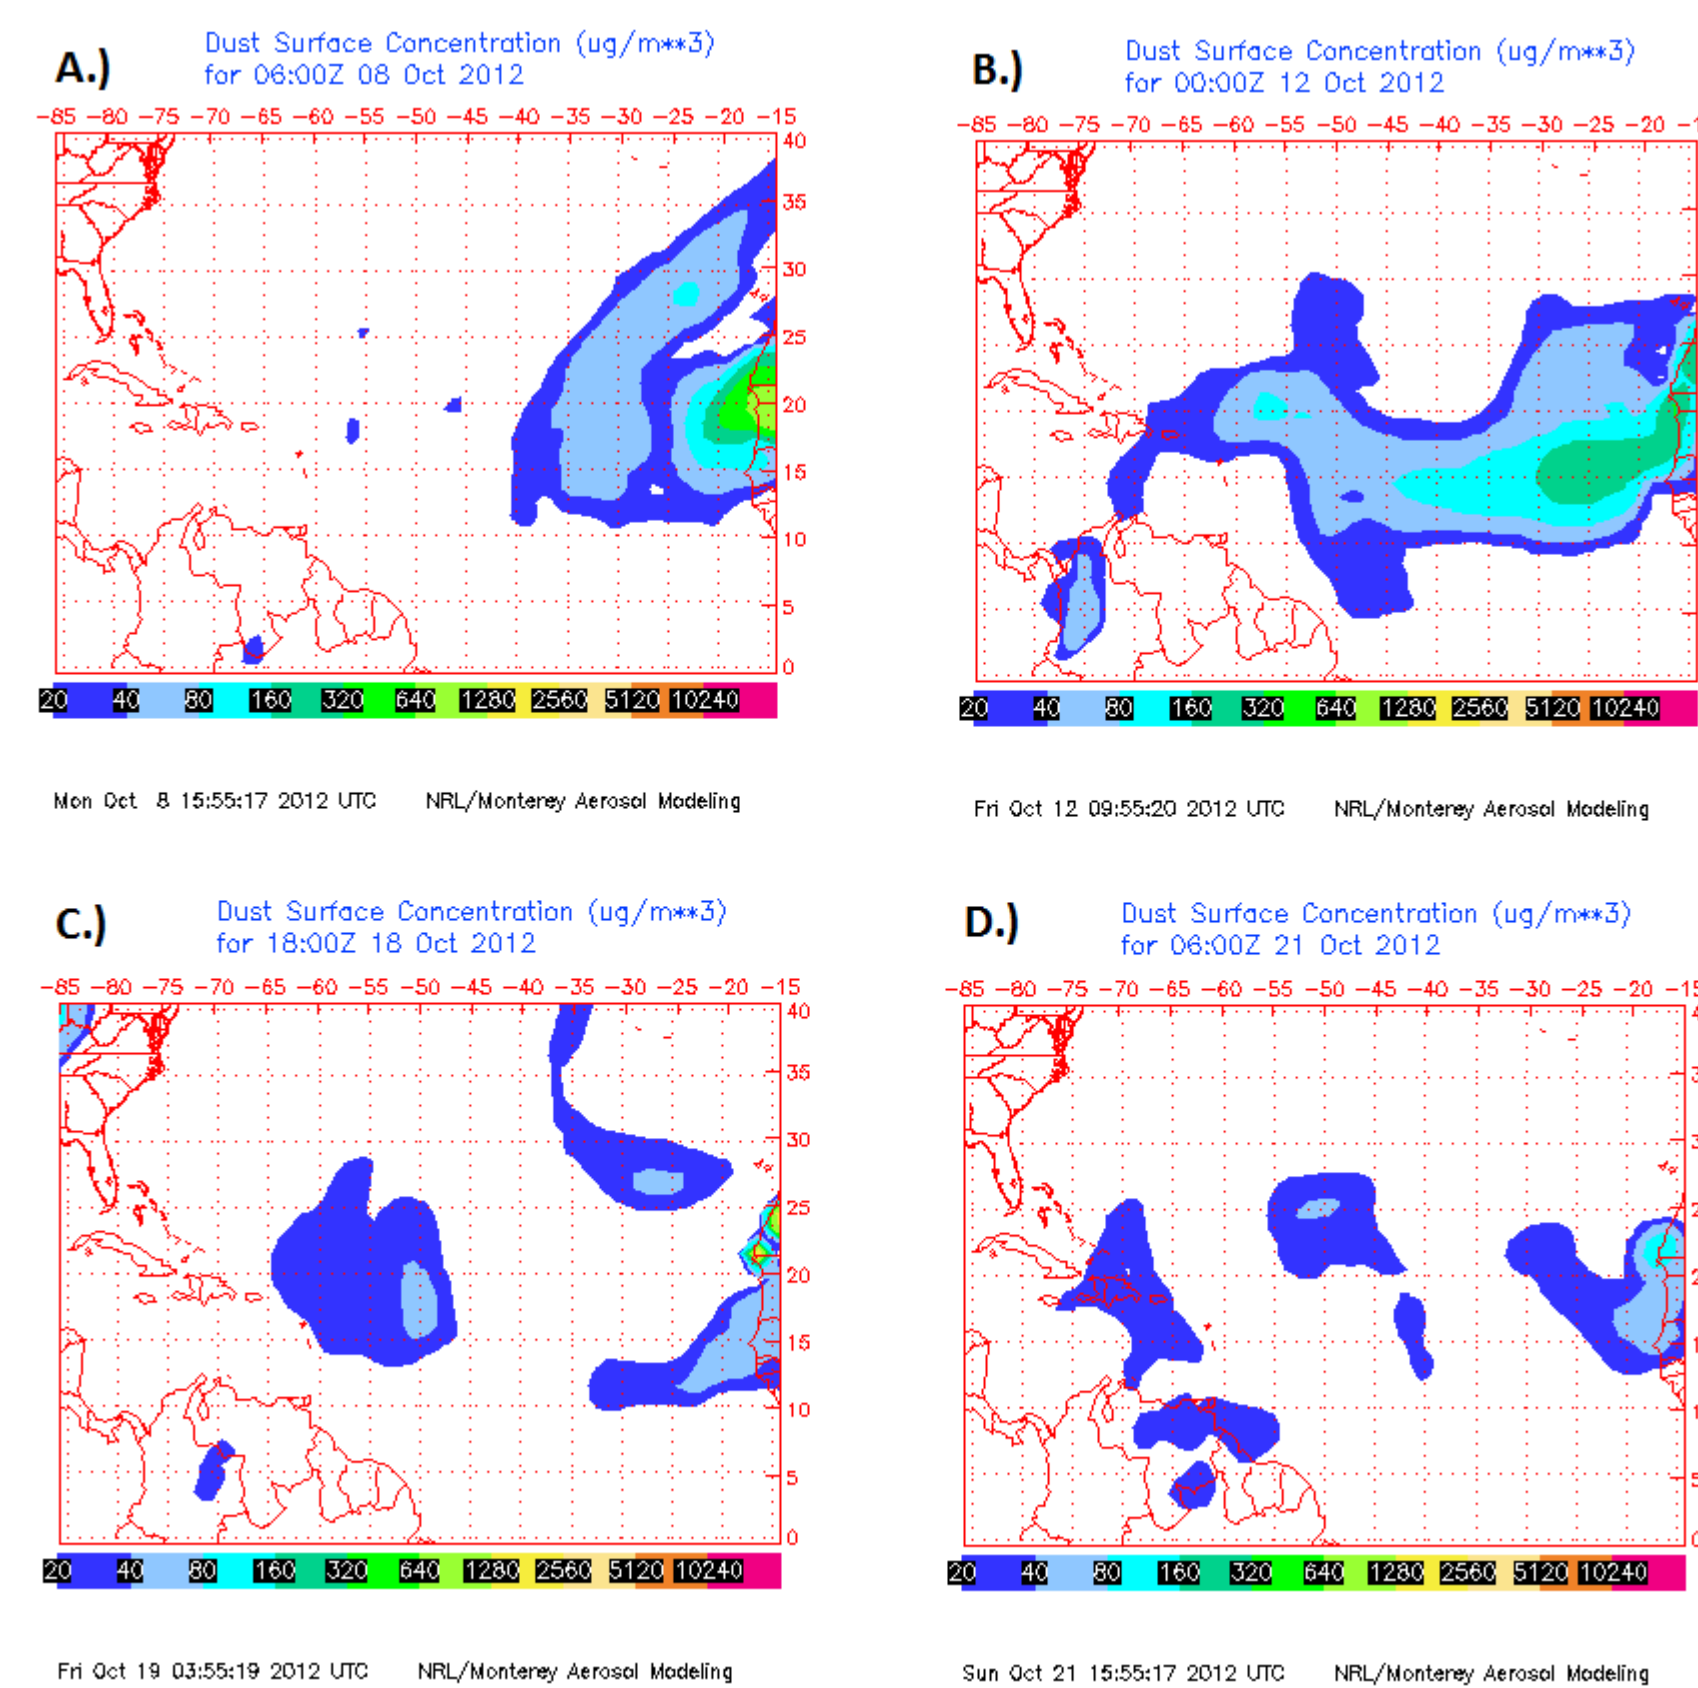 A.)
Dust Surface Concentration (ug/m**3)
for 06:00Z 08 Oct 2012
-85 -80 -75 -70 -65 -60 -55 -50 -45 -40 -35 -30 -25 -20 -15
40
35
30
25
20
15
10
5
0
20 40 80 160 320 640 1280 2560 5120 10240
Mon Oct 8 15:55:17 2012 UTC NRL/Monterey Aerosol Modeling
B.)
Dust Surface Concentration (ug/m**3)
for 00:00Z 12 Oct 2012
-85 -80 -75 -70 -65 -60 -55 -50 -45 -40 -35 -30 -25 -20
20 40 80 160 320 640 1280 2560 5120 10240
Fri Oct 12 09:55:20 2012 UTC NRL/Monterey Aerosol Modeling
C.)
Dust Surface Concentration (ug/m**3)
for 18:00Z 18 Oct 2012
-85 -80 -75 -70 -65 -60 -55 -50 -45 -40 -35 -30 -25 -20 -15
40
35
30
25
20
15
10
5
0
20 40 80 160 320 640 1280 2560 5120 10240
Fri Oct 19 03:55:19 2012 UTC NRL/Monterey Aerosol Modeling
D.)
Dust Surface Concentration (ug/m**3)
for 06:00Z 21 Oct 2012
-85 -80 -75 -70 -65 -60 -55 -50 -45 -40 -35 -30 -25 -20 -15
20 40 80 160 320 640 1280 2560 5120 10240
Sun Oct 21 15:55:17 2012 UTC NRL/Monterey Aerosol Modeling